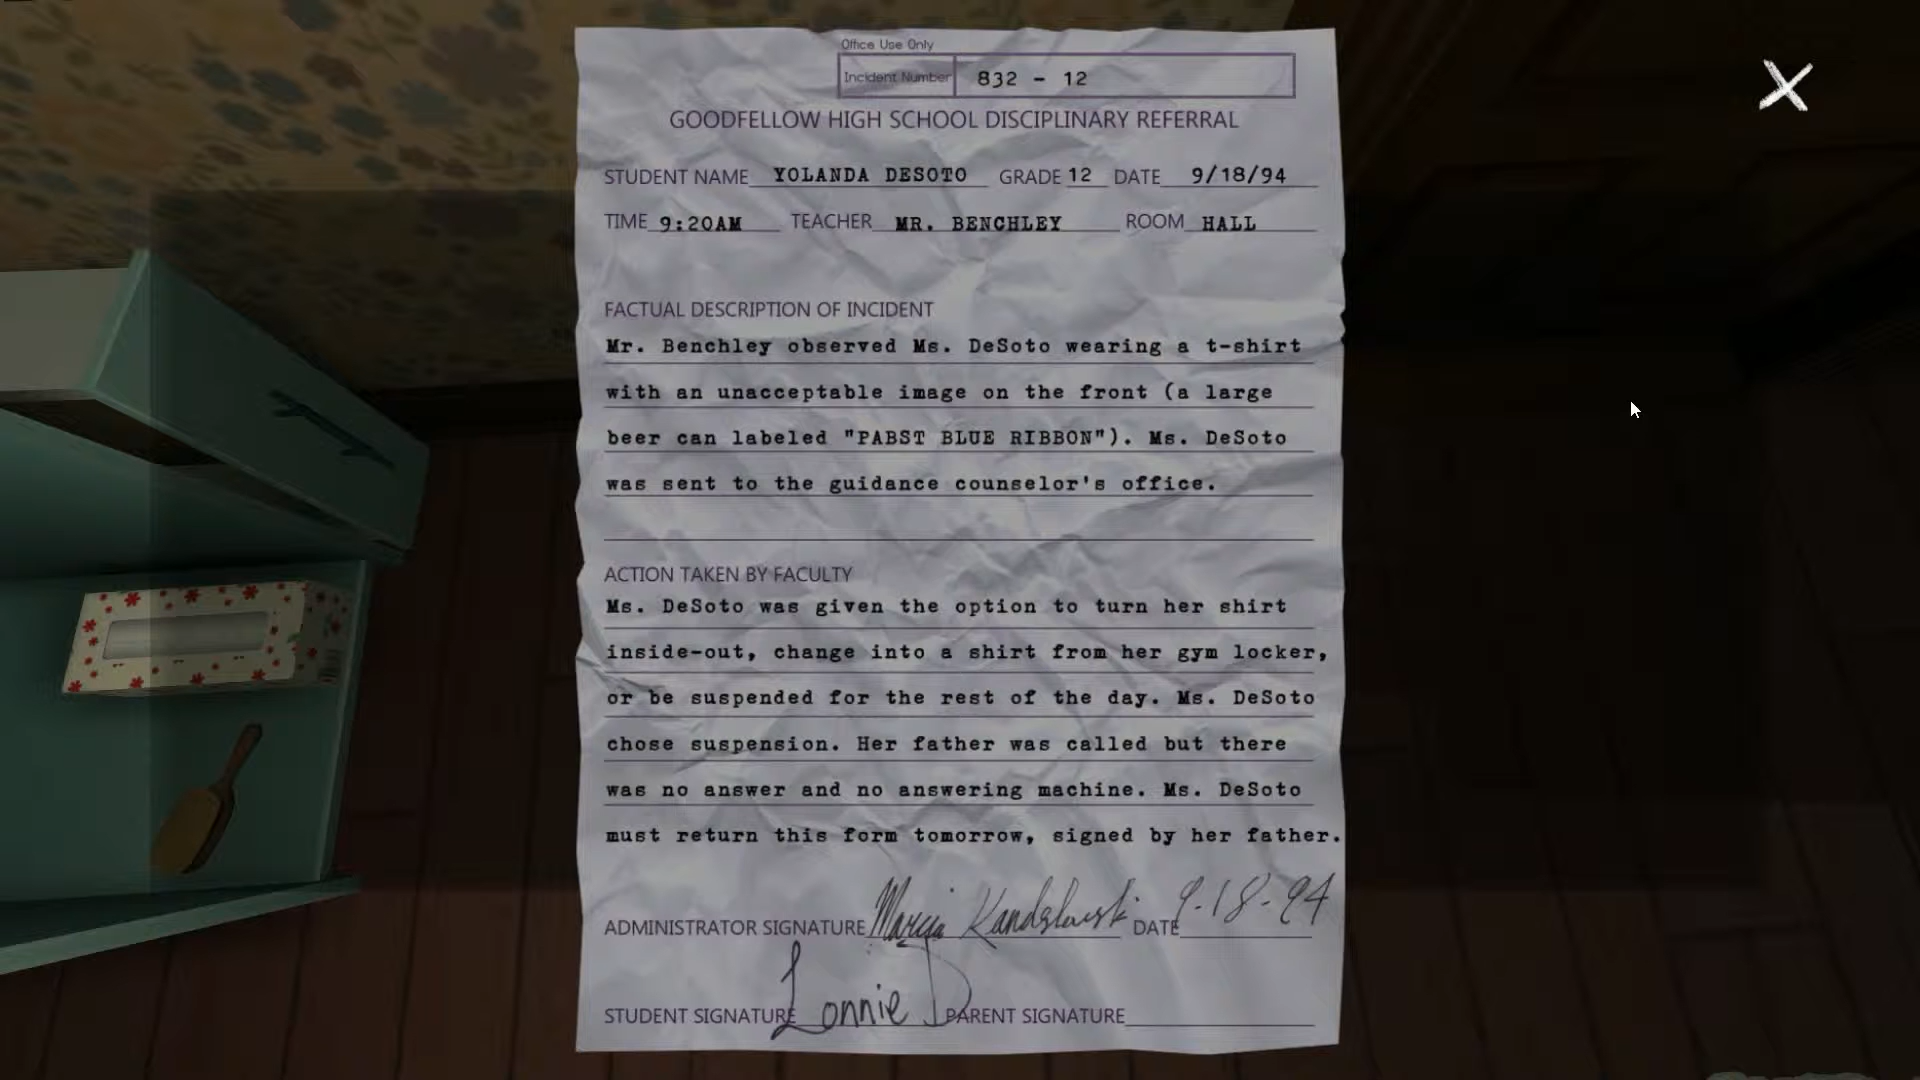 Office Use Only
Incident Number 832 - 12
GOODFELLOW HIGH SCHOOL DISCIPLINARY REFERRAL
STUDENT NAME YOLANDA DESOTO GRADE 12 DATE 9/18/94
TIME 9:20AM TEACHER MR. BENCHLEY ROOM HALL
FACTUAL DESCRIPTION OF INCIDENT
Mr. Benchley observed Ms. DeSoto wearing a t-shirt
with an unacceptable image on the front (a large
beer can labeled "PABST BLUE RIBBON"). Ms. DeSoto
was sent to the guidance counselor's office.
ACTION TAKEN BY FACULTY
Ms. DeSoto was given the option to turn her shirt
inside-out, change into a shirt from her gym locker,
or be suspended for the rest of the day. Ms. DeSoto
chose suspension. Her father was called but there
was no answer and no answering machine. Ms. DeSoto
must return this form tomorrow, signed by her father.
ADMINISTRATOR SIGNATURE DATE 9-18-94
STUDENT SIGNATURE Lonnie D PARENT SIGNATURE